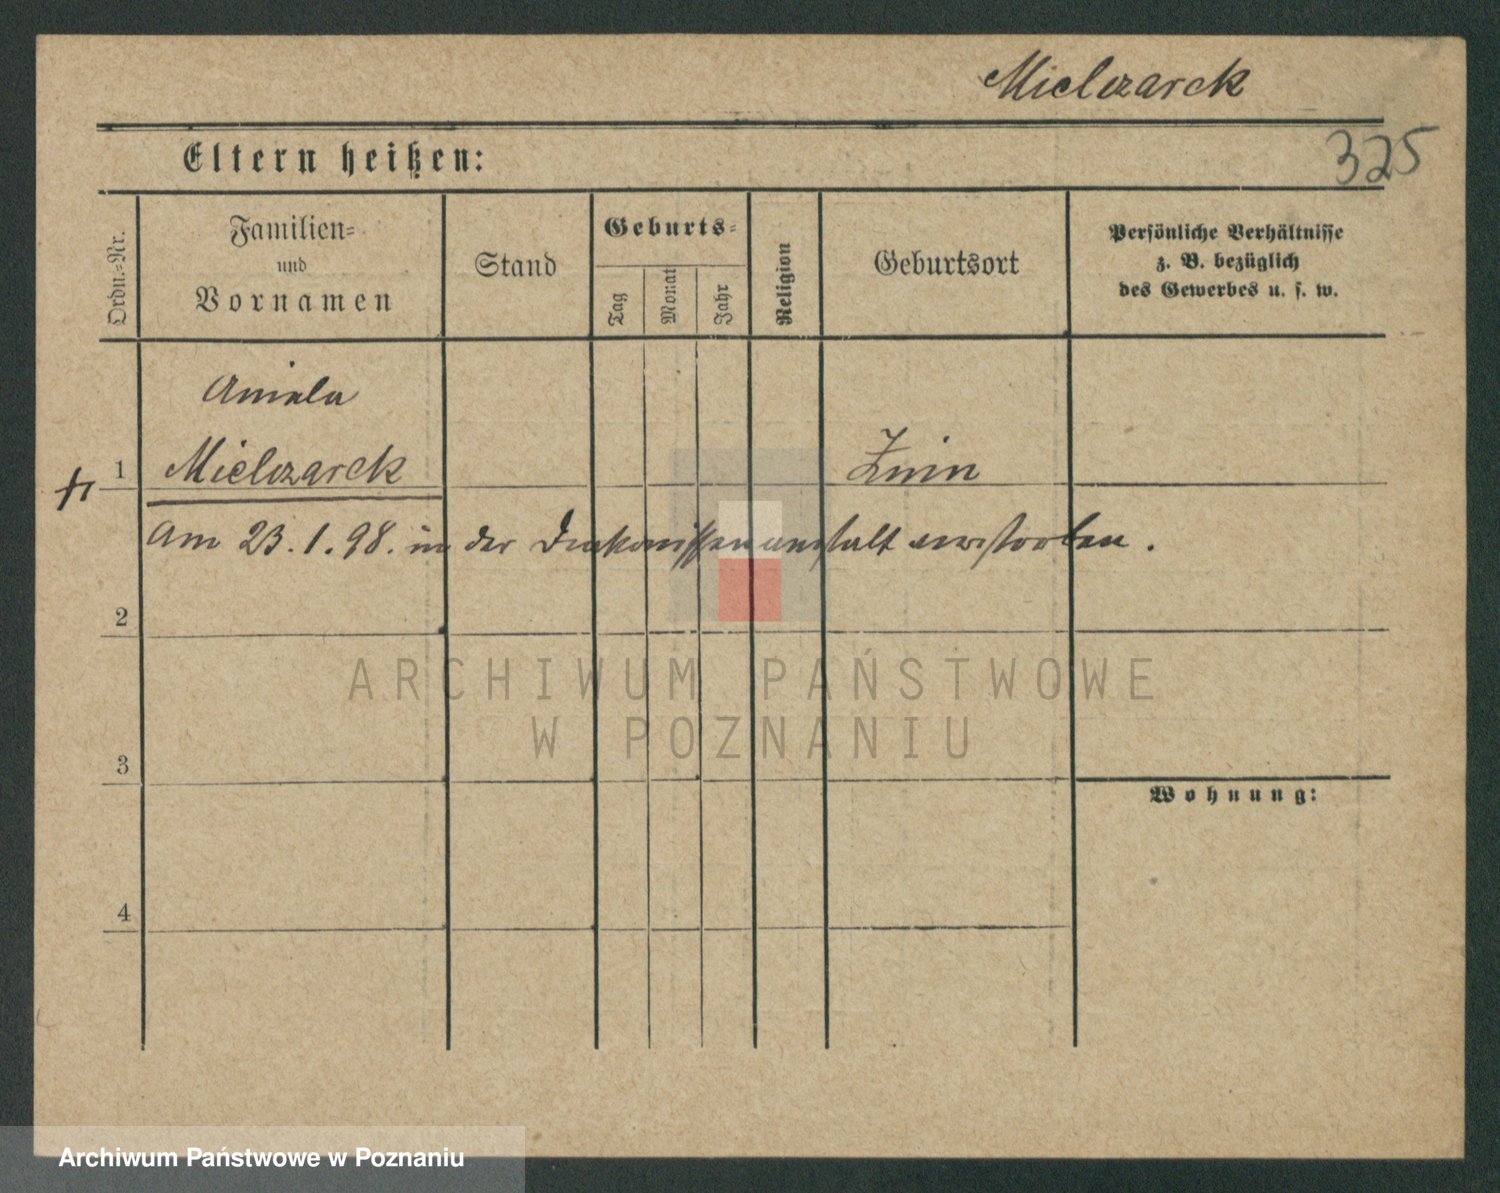 Mielczarek
325
Eltern heißen:
Ordn.=Nr.
Familien=
und
Vornamen
Stand
Geburts=
Tag
Monat
Jahr
Religion
Geburtsort
Persönliche Verhältnisse
z. B. bezüglich
des Gewerbes u. s. w.
Aniela
1 Mielczarek Znin
am 23.1.98. in der Diakonissenanstalt verstorben.
2
ARCHIWUM PAŃSTWOWE
W POZNANIU
3
Wohnung:
4
Archiwum Państwowe w Poznaniu